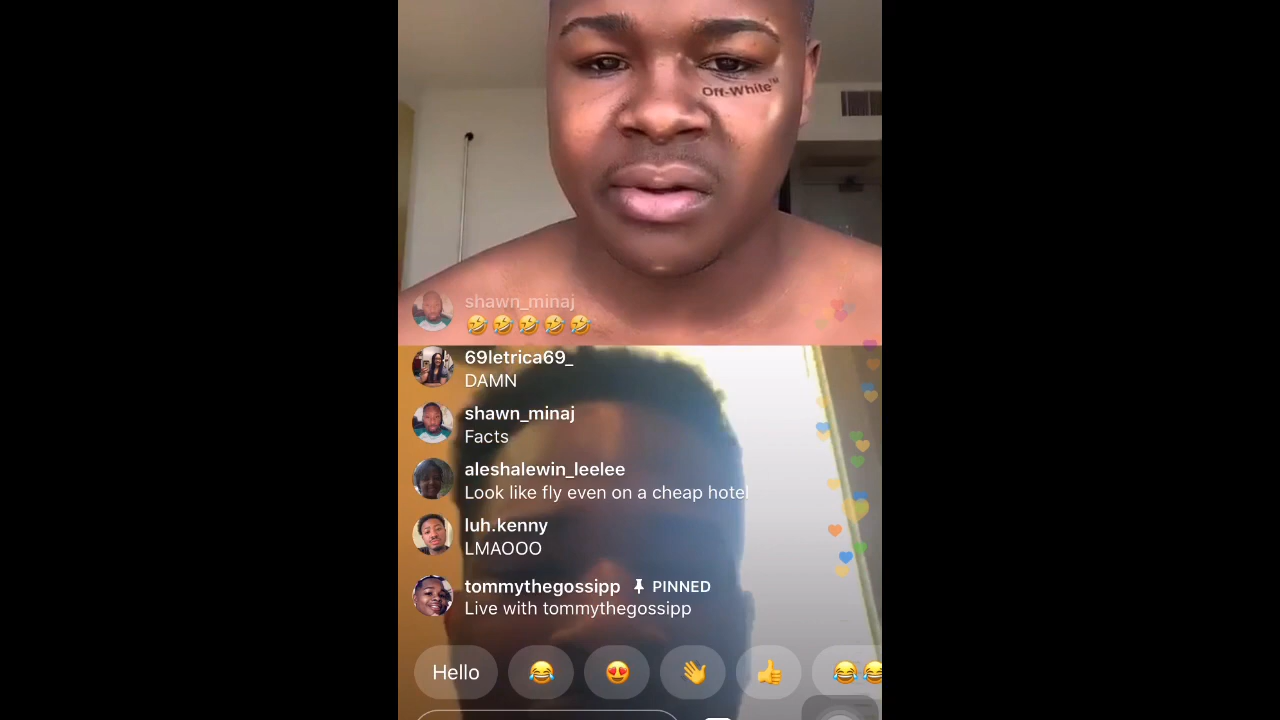 Off-White™
shawn_minaj
🤣🤣🤣🤣🤣
69letrica69_
DAMN
shawn_minaj
Facts
aleshalewin_leelee
Look like fly even on a cheap hotel
luh.kenny
LMAOOO
tommythegossipp PINNED
Live with tommythegossipp
Hello 😂 😍 👋 👍 😂😂